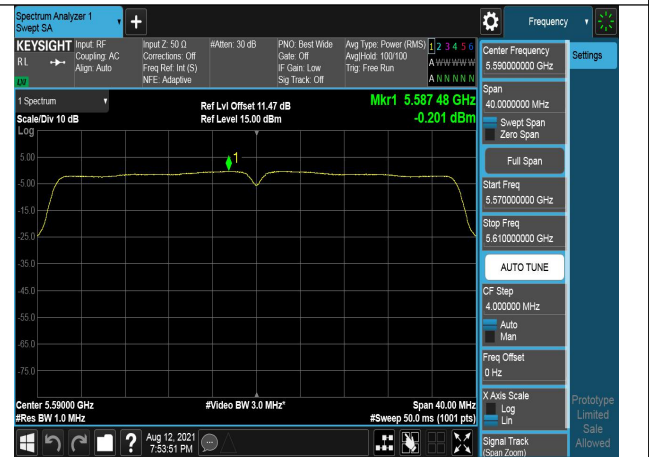 Spectrum Analyzer 1
Swept SA
+
Frequency
KEYSIGHT Input: RF
RL
Coupling: AC
Align: Auto
LXI
Input Z: 50 Ω
Corrections: Off
Freq Ref: Int (S)
NFE: Adaptive
#Atten: 30 dB
PNO: Best Wide
Gate: Off
IF Gain: Low
Sig Track: Off
Avg Type: Power (RMS)
Avg|Hold: 100/100
Trig: Free Run
1 2 3 4 5 6
A W W W W W
A N N N N N
1 Spectrum
Scale/Div 10 dB
Ref Lvl Offset 11.47 dB
Ref Level 15.00 dBm
Mkr1 5.587 48 GHz
-0.201 dBm
Log
5.00
-5.00
-15.0
-25.0
-35.0
-45.0
-55.0
-65.0
-75.0
1
Center 5.59000 GHz
#Res BW 1.0 MHz
#Video BW 3.0 MHz*
Span 40.00 MHz
#Sweep 50.0 ms (1001 pts)
Aug 12, 2021
7:53:51 PM
?
Center Frequency
5.590000000 GHz
Span
40.0000000 MHz
Swept Span
Zero Span
Full Span
Start Freq
5.570000000 GHz
Stop Freq
5.610000000 GHz
AUTO TUNE
CF Step
4.000000 MHz
Auto
Man
Freq Offset
0 Hz
X Axis Scale
Log
Lin
Signal Track
(Span Zoom)
Settings
Prototype
Limited
Sale
Allowed